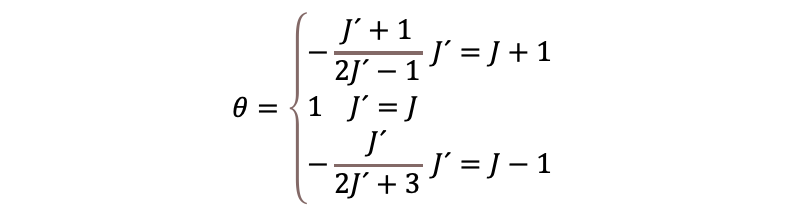 θ = { −(J′ + 1)/(2J′ − 1) J′ = J + 1
1 J′ = J
−J′/(2J′ + 3) J′ = J − 1